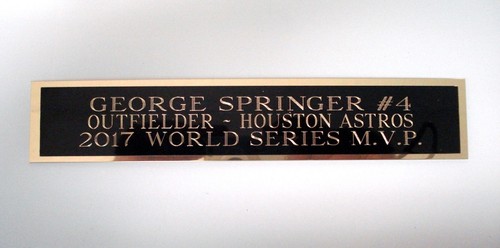 GEORGE SPRINGER #4
OUTFIELDER ~ HOUSTON ASTROS
2017 WORLD SERIES M.V.P.